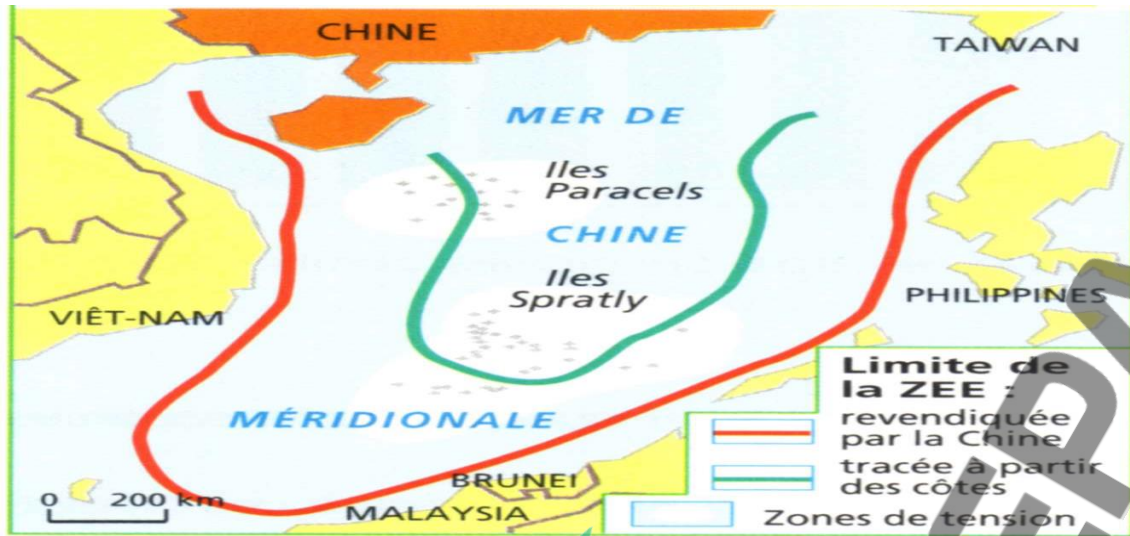 CHINE
TAIWAN
MER DE
Iles
Paracels
CHINE
Iles
Spratly
VIÊT-NAM
PHILIPPINES
MÉRIDIONALE
BRUNEI
MALAYSIA
0 200 km
Limite de
la ZEE :
revendiquée
par la Chine
tracée à partir
des côtes
Zones de tension